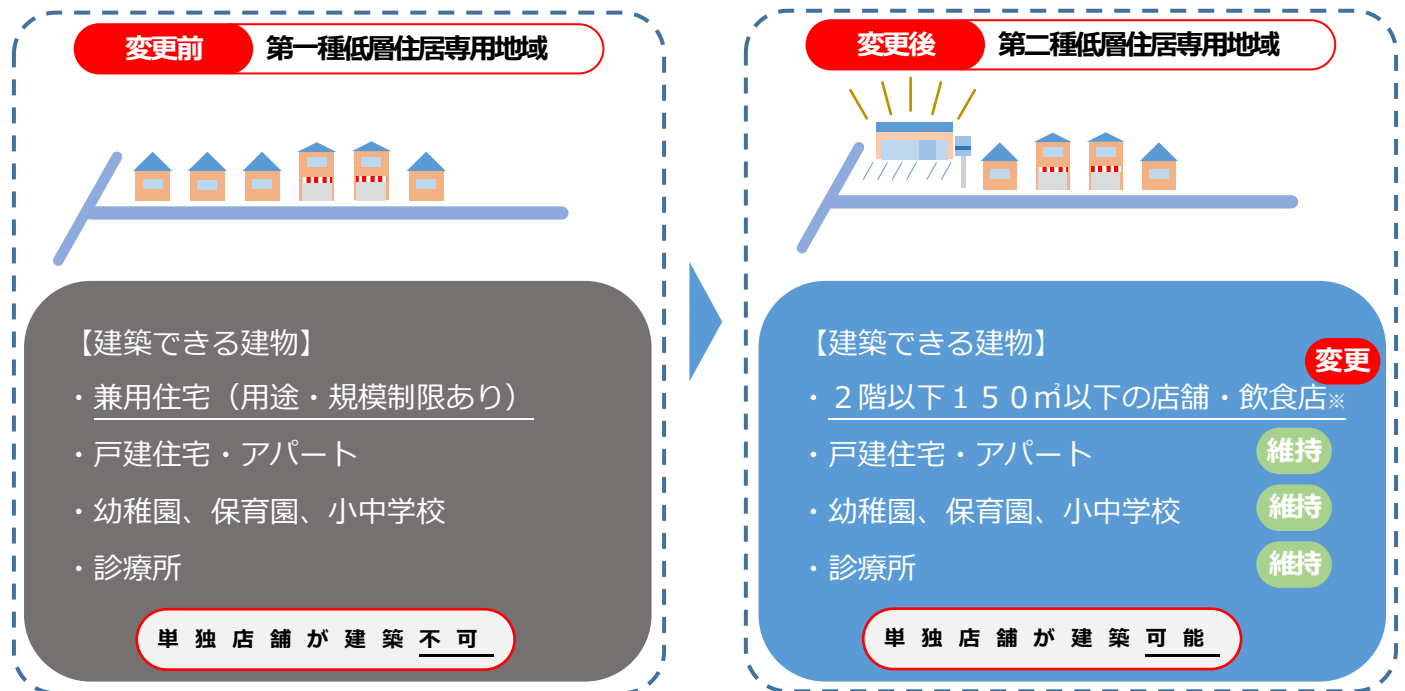 変更前 第一種低層住居専用地域
【建築できる建物】
・兼用住宅（用途・規模制限あり）
・戸建住宅・アパート
・幼稚園、保育園、小中学校
・診療所
単独店舗が建築不可
変更後 第二種低層住居専用地域
【建築できる建物】
変更
・２階以下１５０㎡以下の店舗・飲食店※
・戸建住宅・アパート 維持
・幼稚園、保育園、小中学校 維持
・診療所 維持
単独店舗が建築可能